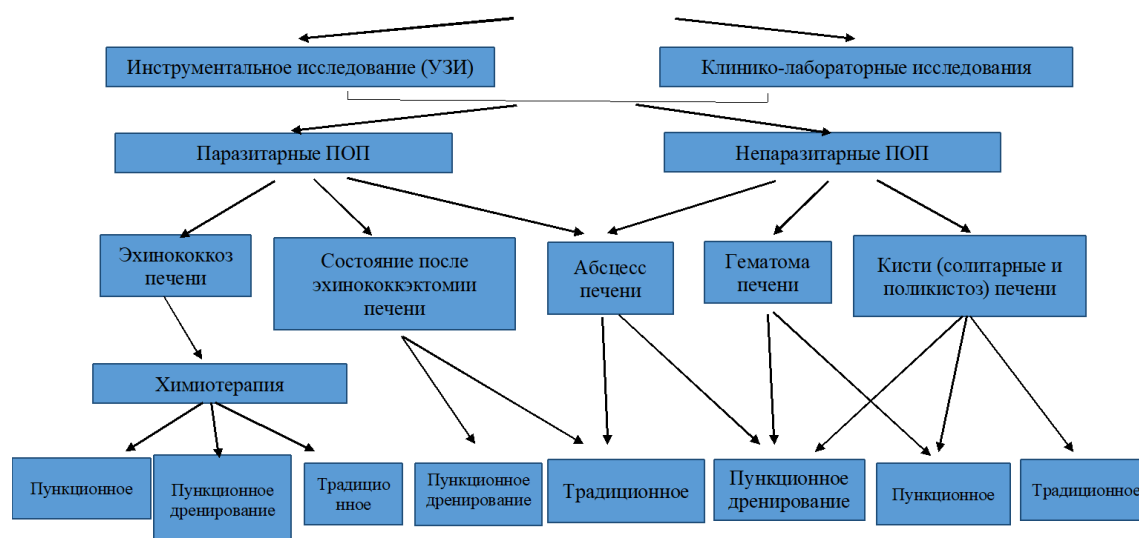 Инструментальное исследование (УЗИ)
Клинико-лабораторные исследования
Паразитарные ПОП
Непаразитарные ПОП
Эхинококкоз
печени
Состояние после
эхинококкэктомии
печени
Абсцесс
печени
Гематома
печени
Кисти (солитарные и
поликистоз) печени
Химиотерапия
Пункционное
Пункционное
дренирование
Традицио
нное
Пункционное
дренирование
Традиционное
Пункционное
дренирование
Пункционное
Традиционное